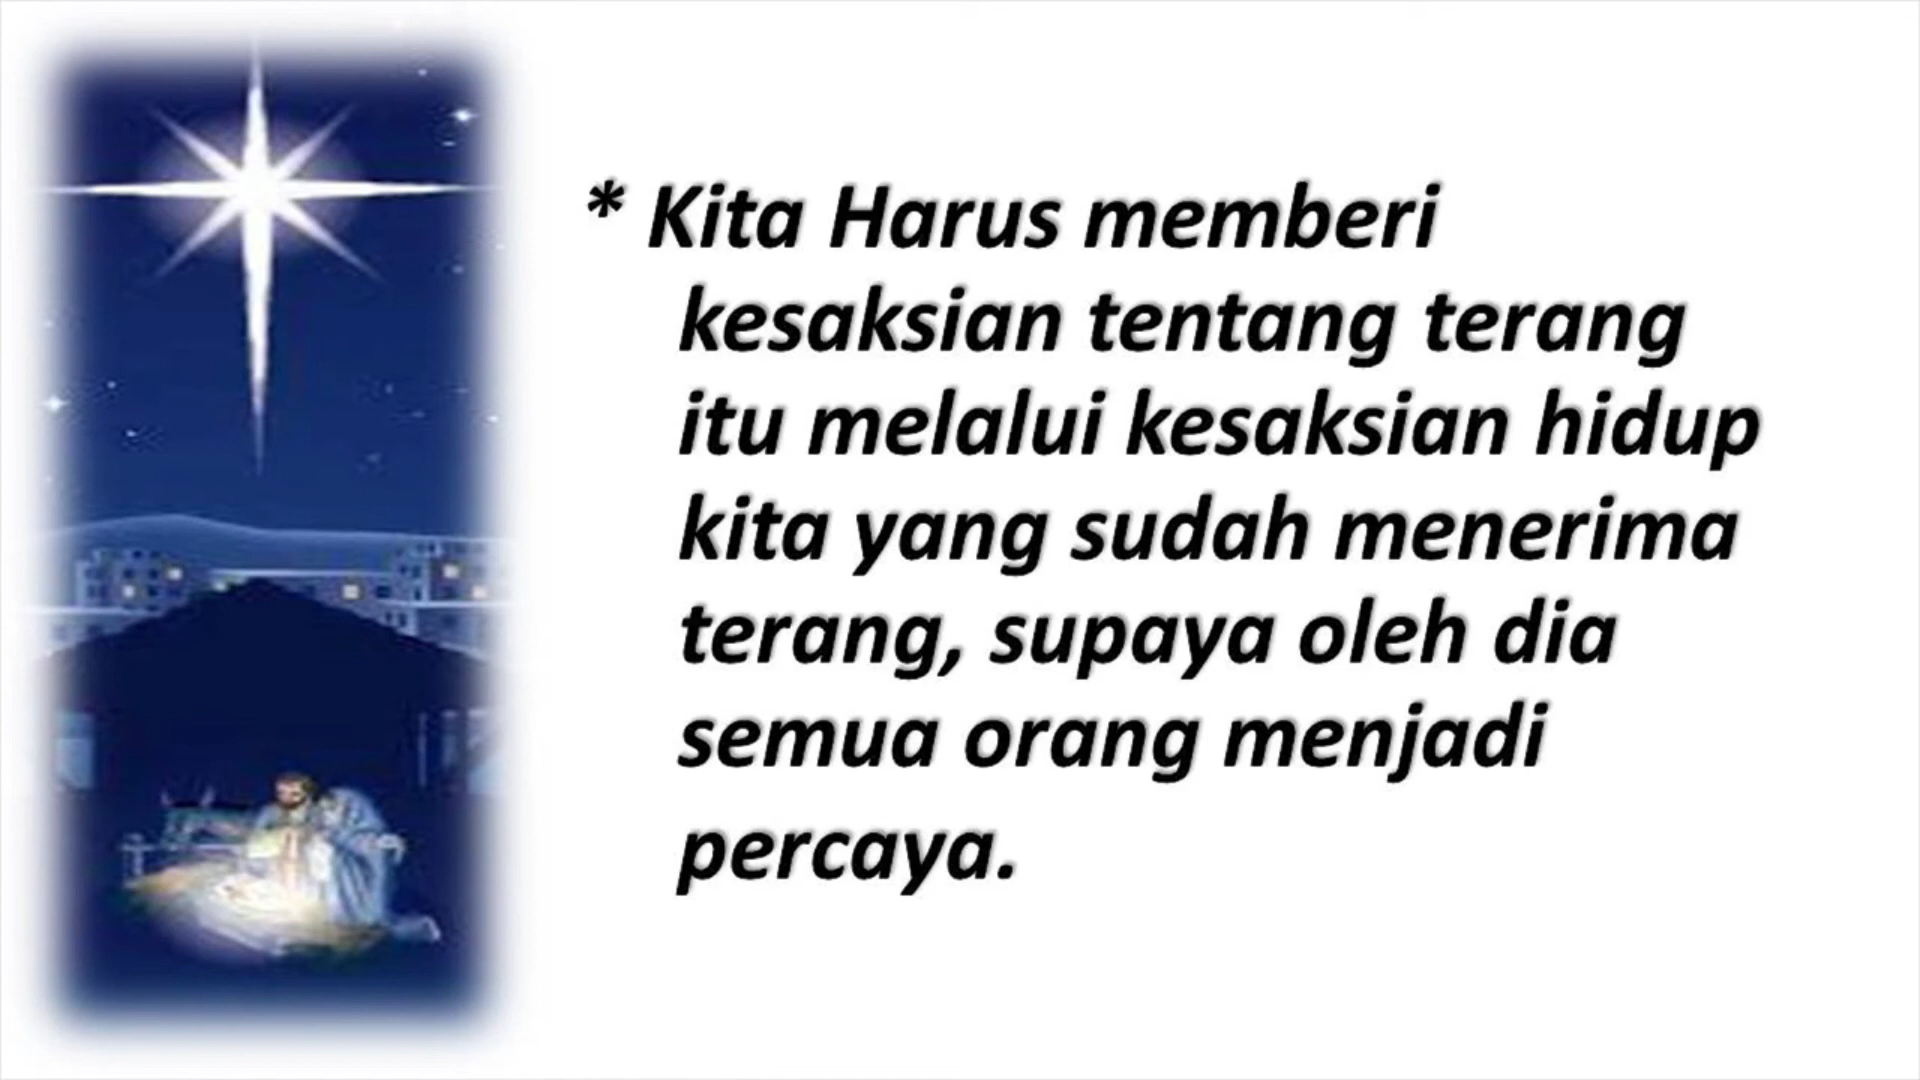 * Kita Harus memberi
kesaksian tentang terang
itu melalui kesaksian hidup
kita yang sudah menerima
terang, supaya oleh dia
semua orang menjadi
percaya.